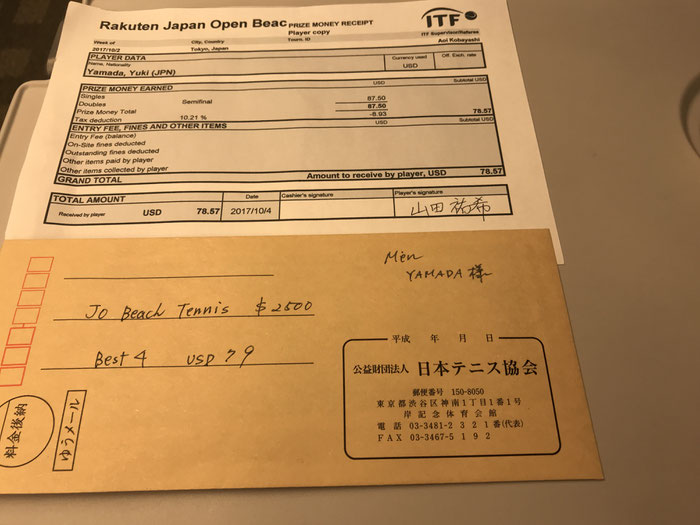 Rakuten Japan Open Beac PRIZE MONEY RECEIPT
Player copy
ITF
Week of City, Country Tourn. ID ITF Supervisor/Referee
2017/10/2 Tokyo, Japan Aoi Kobayashi
PLAYER DATA Currency used Off. Exch. rate
Name, Nationality USD
Yamada, Yuki (JPN)
PRIZE MONEY EARNED USD Subtotal USD
Singles
Doubles Semifinal 87.50
Prize Money Total 87.50
Tax deduction 10.21 % -8.93 78.57
ENTRY FEE, FINES AND OTHER ITEMS USD Subtotal USD
Entry Fee (balance)
On-Site fines deducted
Outstanding fines deducted
Other items paid by player
Other items collected by player
GRAND TOTAL Amount to receive by player, USD 78.57
TOTAL AMOUNT Date Cashier's signature Player's signature
Received by player USD 78.57 2017/10/4 山田祐希
Men
YAMADA 様
Jo Beach Tennis $2500
Best 4 USD 79
平成 年 月 日
公益財団法人 日本テニス協会
郵便番号 150-8050
東京都渋谷区神南1丁目1番1号
岸記念体育会館
電話 03-3481-2321番(代表)
FAX 03-3467-5192
料金後納
ゆうメール